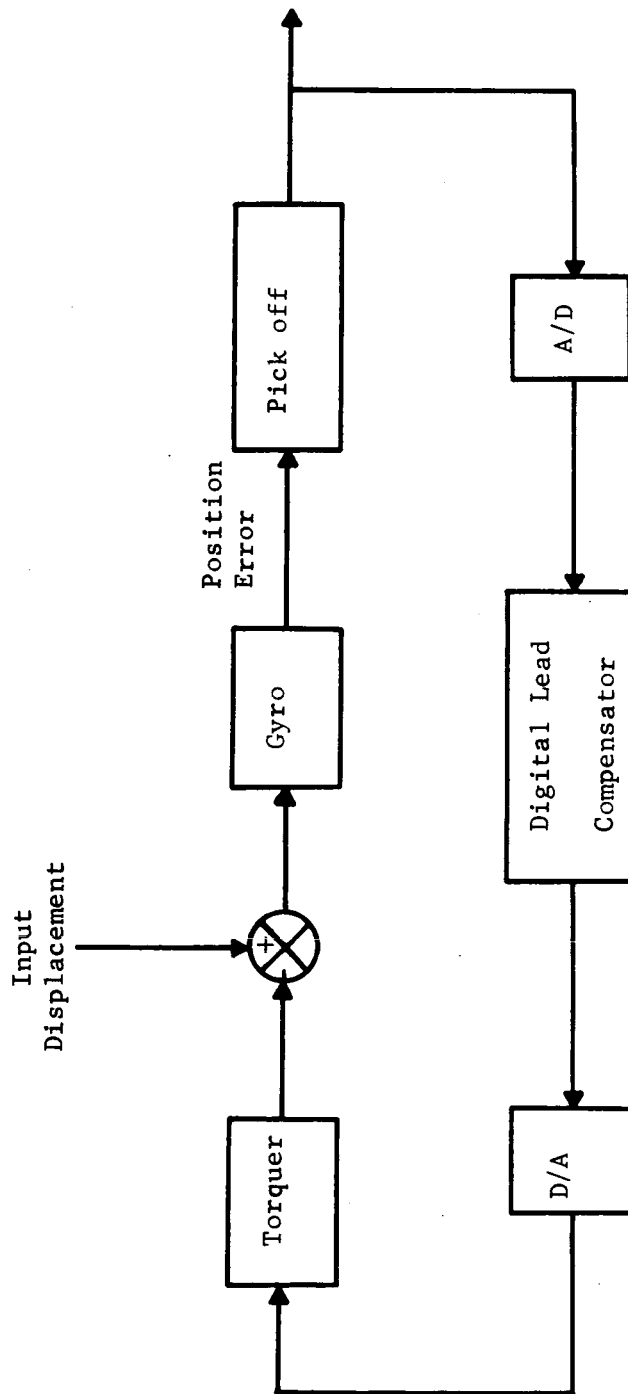 Input
Displacement
+
Torquer
Gyro
Position
Error
Pick off
D/A
Digital Lead
Compensator
A/D